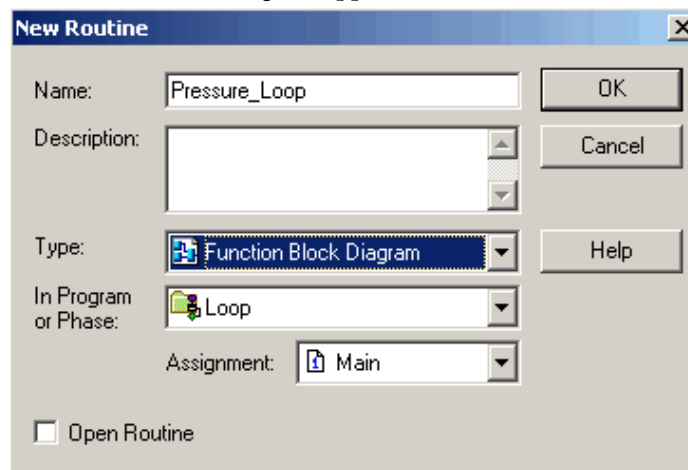 New Routine
Name: Pressure_Loop OK
Description: Cancel
Type: Function Block Diagram Help
In Program
or Phase: Loop
Assignment: Main
Open Routine